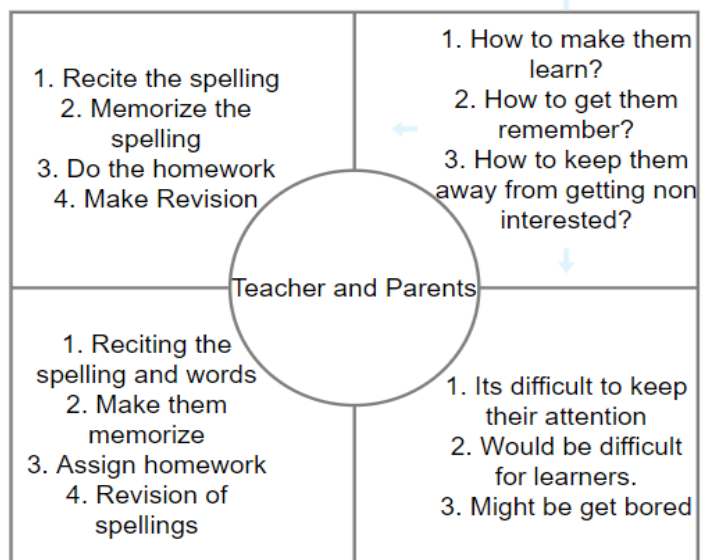 1. Recite the spelling
2. Memorize the
spelling
3. Do the homework
4. Make Revision
1. How to make them
learn?
2. How to get them
remember?
3. How to keep them
away from getting non
interested?
Teacher and Parents
1. Reciting the
spelling and words
2. Make them
memorize
3. Assign homework
4. Revision of
spellings
1. Its difficult to keep
their attention
2. Would be difficult
for learners.
3. Might be get bored